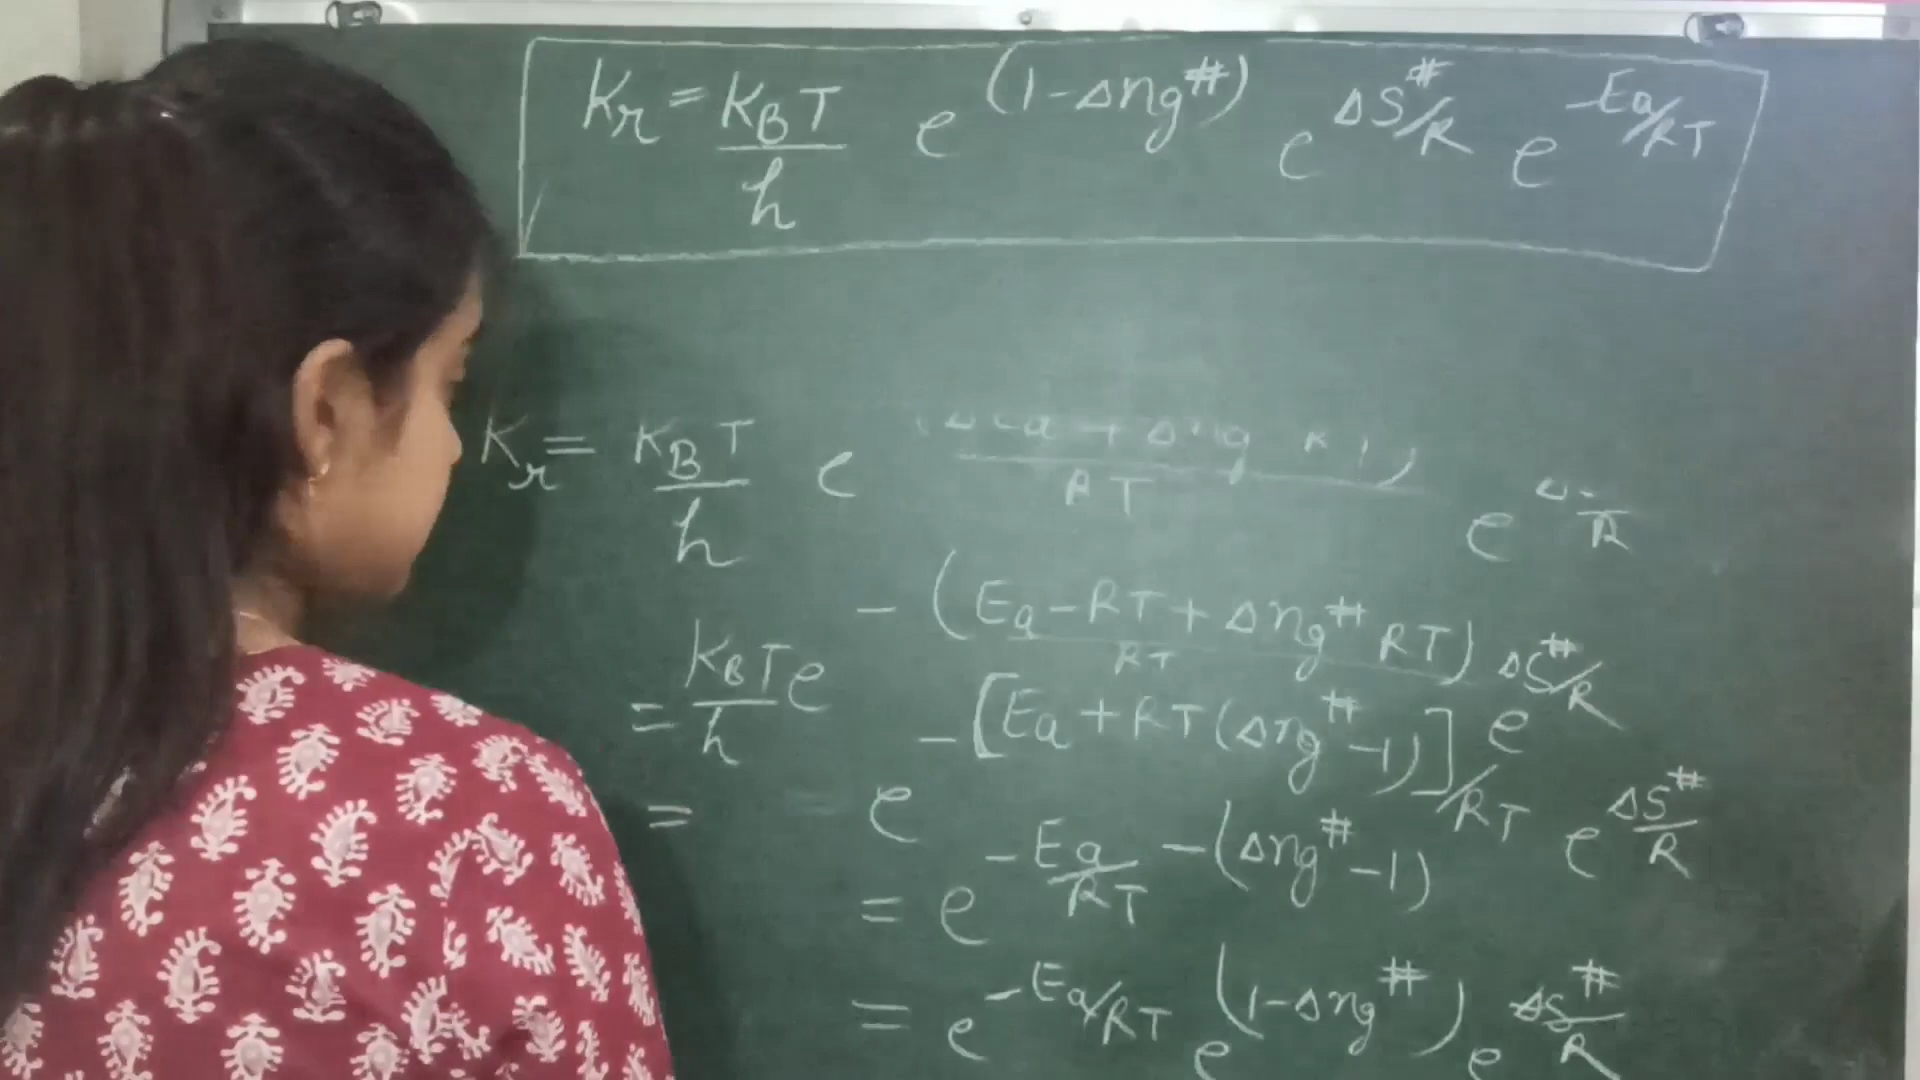 Kr = KBT/h e^(1-Δng#) e^ΔS#/R e^-Ea/RT
Kr = KBT/h e /RT e /R
= KBT/h e^-(Ea-RT+Δng#RT)/RT e^ΔS#/R
= e^-[Ea+RT(Δng#-1)]/RT e^ΔS#/R
= e^-Ea/RT -(Δng#-1)
= e^-Ea/RT e^(1-Δng#) e^ΔS#/R